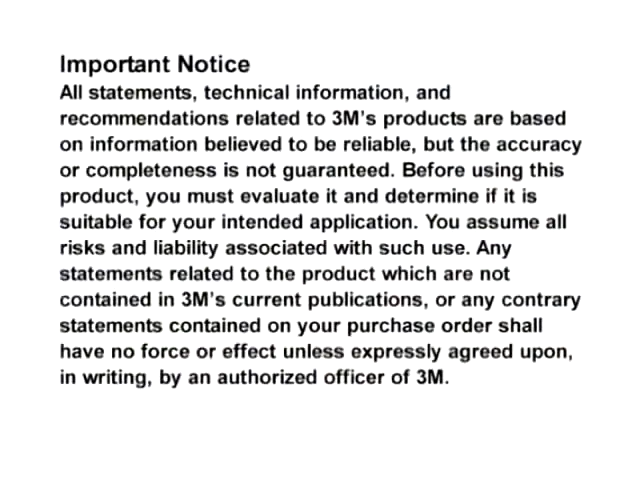 Important Notice
All statements, technical information, and
recommendations related to 3M's products are based
on information believed to be reliable, but the accuracy
or completeness is not guaranteed. Before using this
product, you must evaluate it and determine if it is
suitable for your intended application. You assume all
risks and liability associated with such use. Any
statements related to the product which are not
contained in 3M's current publications, or any contrary
statements contained on your purchase order shall
have no force or effect unless expressly agreed upon,
in writing, by an authorized officer of 3M.